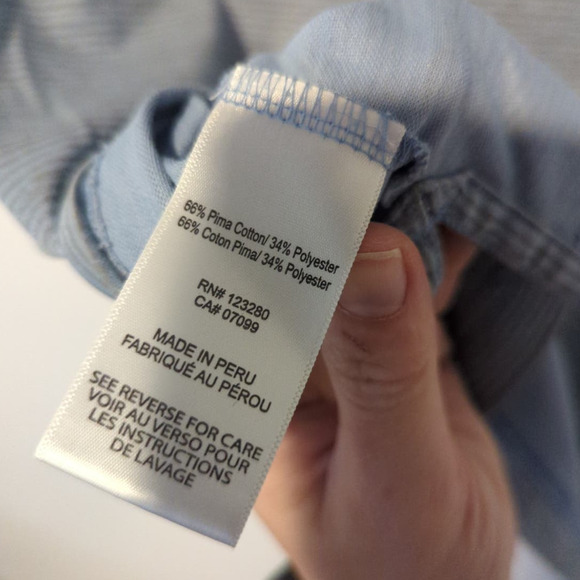 66% Pima Cotton/ 34% Polyester
66% Colon Pima/ 34% Polyester
RN# 123280
CA# 07099
MADE IN PERU
FABRIQUÉ AU PÉROU
SEE REVERSE FOR CARE
VOIR AU VERSO POUR
LES INSTRUCTIONS
DE LAVAGE